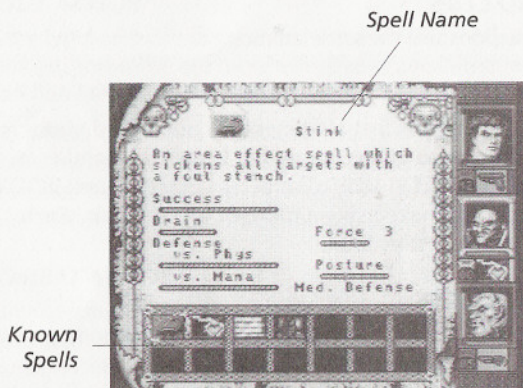 Spell Name
Stink
An area effect spell which
sickens all targets with
a foul stench.
Success
Drain
Force 3
Defense
vs. Phys
Posture
vs. Mana
Med. Defense
Known
Spells